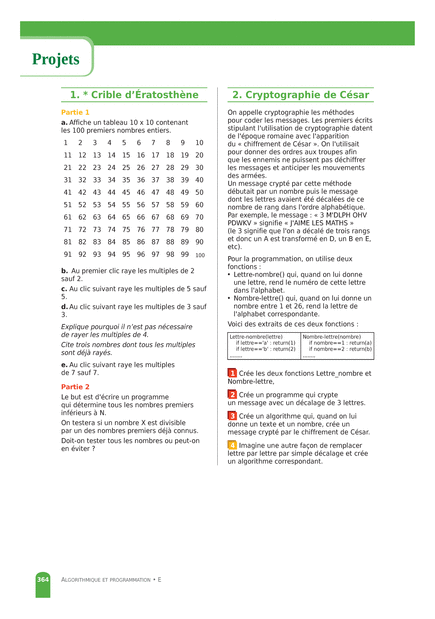 Projets
1. * Crible d’Ératosthène
Partie 1
a. Affiche un tableau 10 x 10 contenant
les 100 premiers nombres entiers.
1 2 3 4 5 6 7 8 9 10
11 12 13 14 15 16 17 18 19 20
21 22 23 24 25 26 27 28 29 30
31 32 33 34 35 36 37 38 39 40
41 42 43 44 45 46 47 48 49 50
51 52 53 54 55 56 57 58 59 60
61 62 63 64 65 66 67 68 69 70
71 72 73 74 75 76 77 78 79 80
81 82 83 84 85 86 87 88 89 90
91 92 93 94 95 96 97 98 99 100
b. Au premier clic raye les multiples de 2
sauf 2.
c. Au clic suivant raye les multiples de 5 sauf
5.
d. Au clic suivant raye les multiples de 3 sauf
3.
Explique pourquoi il n’est pas nécessaire
de rayer les multiples de 4.
Cite trois nombres dont tous les multiples
sont déjà rayés.
e. Au clic suivant raye les multiples
de 7 sauf 7.
Partie 2
Le but est d’écrire un programme
qui détermine tous les nombres premiers
inférieurs à N.
On testera si un nombre X est divisible
par un des nombres premiers déjà connus.
Doit-on tester tous les nombres ou peut-on
en éviter ?
2. Cryptographie de César
On appelle cryptographie les méthodes
pour coder les messages. Les premiers écrits
stipulant l’utilisation de cryptographie datent
de l’époque romaine avec l’apparition
du « chiffrement de César ». On l’utilisait
pour donner des ordres aux troupes afin
que les ennemis ne puissent pas déchiffrer
les messages et anticiper les mouvements
des armées.
Un message crypté par cette méthode
débutait par un nombre puis le message
dont les lettres avaient été décalées de ce
nombre de rang dans l’ordre alphabétique.
Par exemple, le message : « 3 M’DLPH OHV
PDWKV » signifie « J’AIME LES MATHS »
(le 3 signifie que l’on a décalé de trois rangs
et donc un A est transformé en D, un B en E,
etc).
Pour la programmation, on utilise deux
fonctions :
• Lettre-nombre() qui, quand on lui donne
une lettre, rend le numéro de cette lettre
dans l’alphabet.
• Nombre-lettre() qui, quand on lui donne un
nombre entre 1 et 26, rend la lettre de
l’alphabet correspondante.
Voici des extraits de ces deux fonctions :
Lettre-nombre(lettre)
if lettre=='a' : return(1)
if lettre=='b' : return(2)
........
Nombre-lettre(nombre)
if nombre==1 : return(a)
if nombre==2 : return(b)
........
1 Crée les deux fonctions Lettre_nombre et
Nombre-lettre,
2 Crée un programme qui crypte
un message avec un décalage de 3 lettres.
3 Crée un algorithme qui, quand on lui
donne un texte et un nombre, crée un
message crypté par le chiffrement de César.
4 Imagine une autre façon de remplacer
lettre par lettre par simple décalage et crée
un algorithme correspondant.
364 ALGORITHMIQUE ET PROGRAMMATION • E